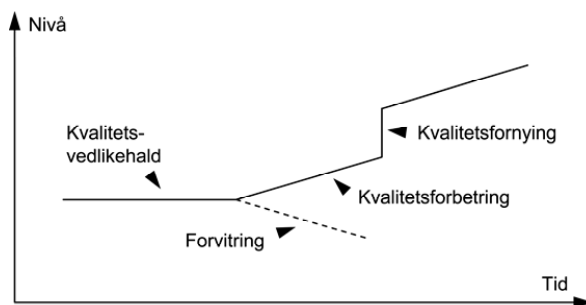 Nivå
Kvalitets-
vedlikehald
Kvalitetsfornying
Kvalitetsforbetring
Forvitring
Tid